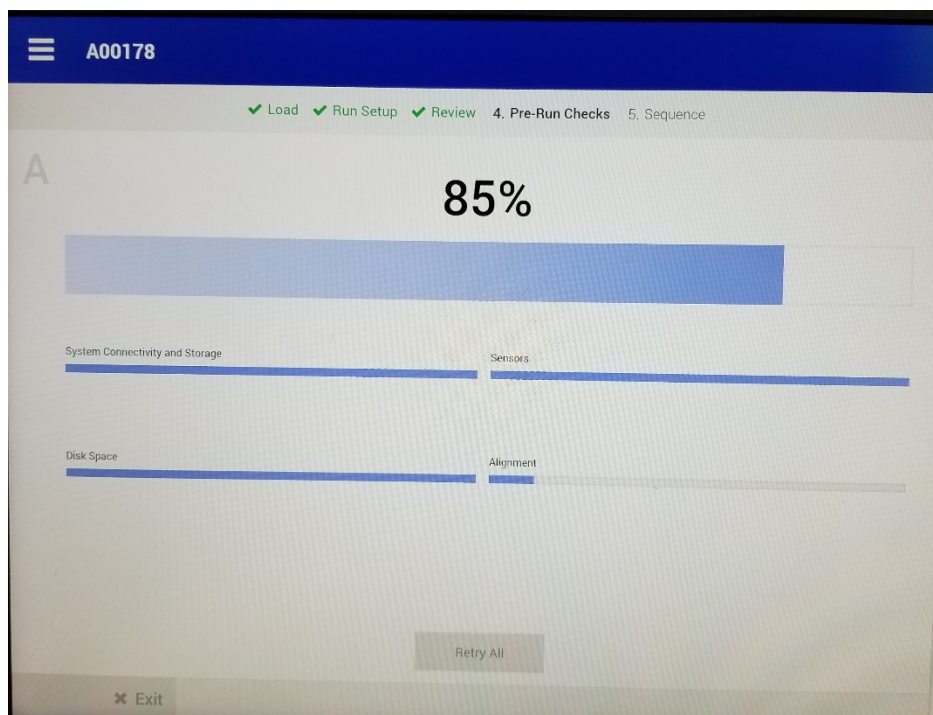 A00178
✔ Load ✔ Run Setup ✔ Review 4. Pre-Run Checks 5. Sequence
A
85%
System Connectivity and Storage
Sensors
Disk Space
Alignment
Retry All
✖ Exit